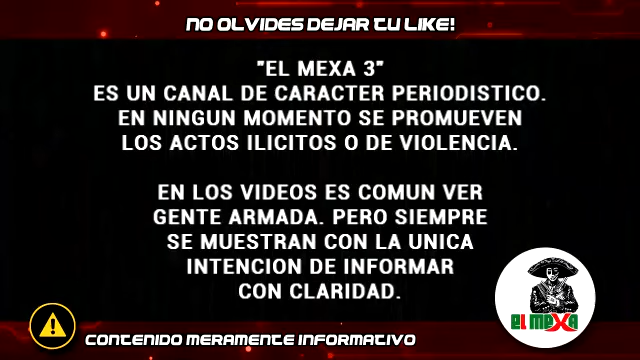 NO OLVIDES DEJAR TU LIKE!
"EL MEXA 3"
ES UN CANAL DE CARACTER PERIODISTICO.
EN NINGUN MOMENTO SE PROMUEVEN
LOS ACTOS ILICITOS O DE VIOLENCIA.
EN LOS VIDEOS ES COMUN VER
GENTE ARMADA. PERO SIEMPRE
SE MUESTRAN CON LA UNICA
INTENCION DE INFORMAR
CON CLARIDAD.
EL MEXA
CONTENIDO MERAMENTE INFORMATIVO